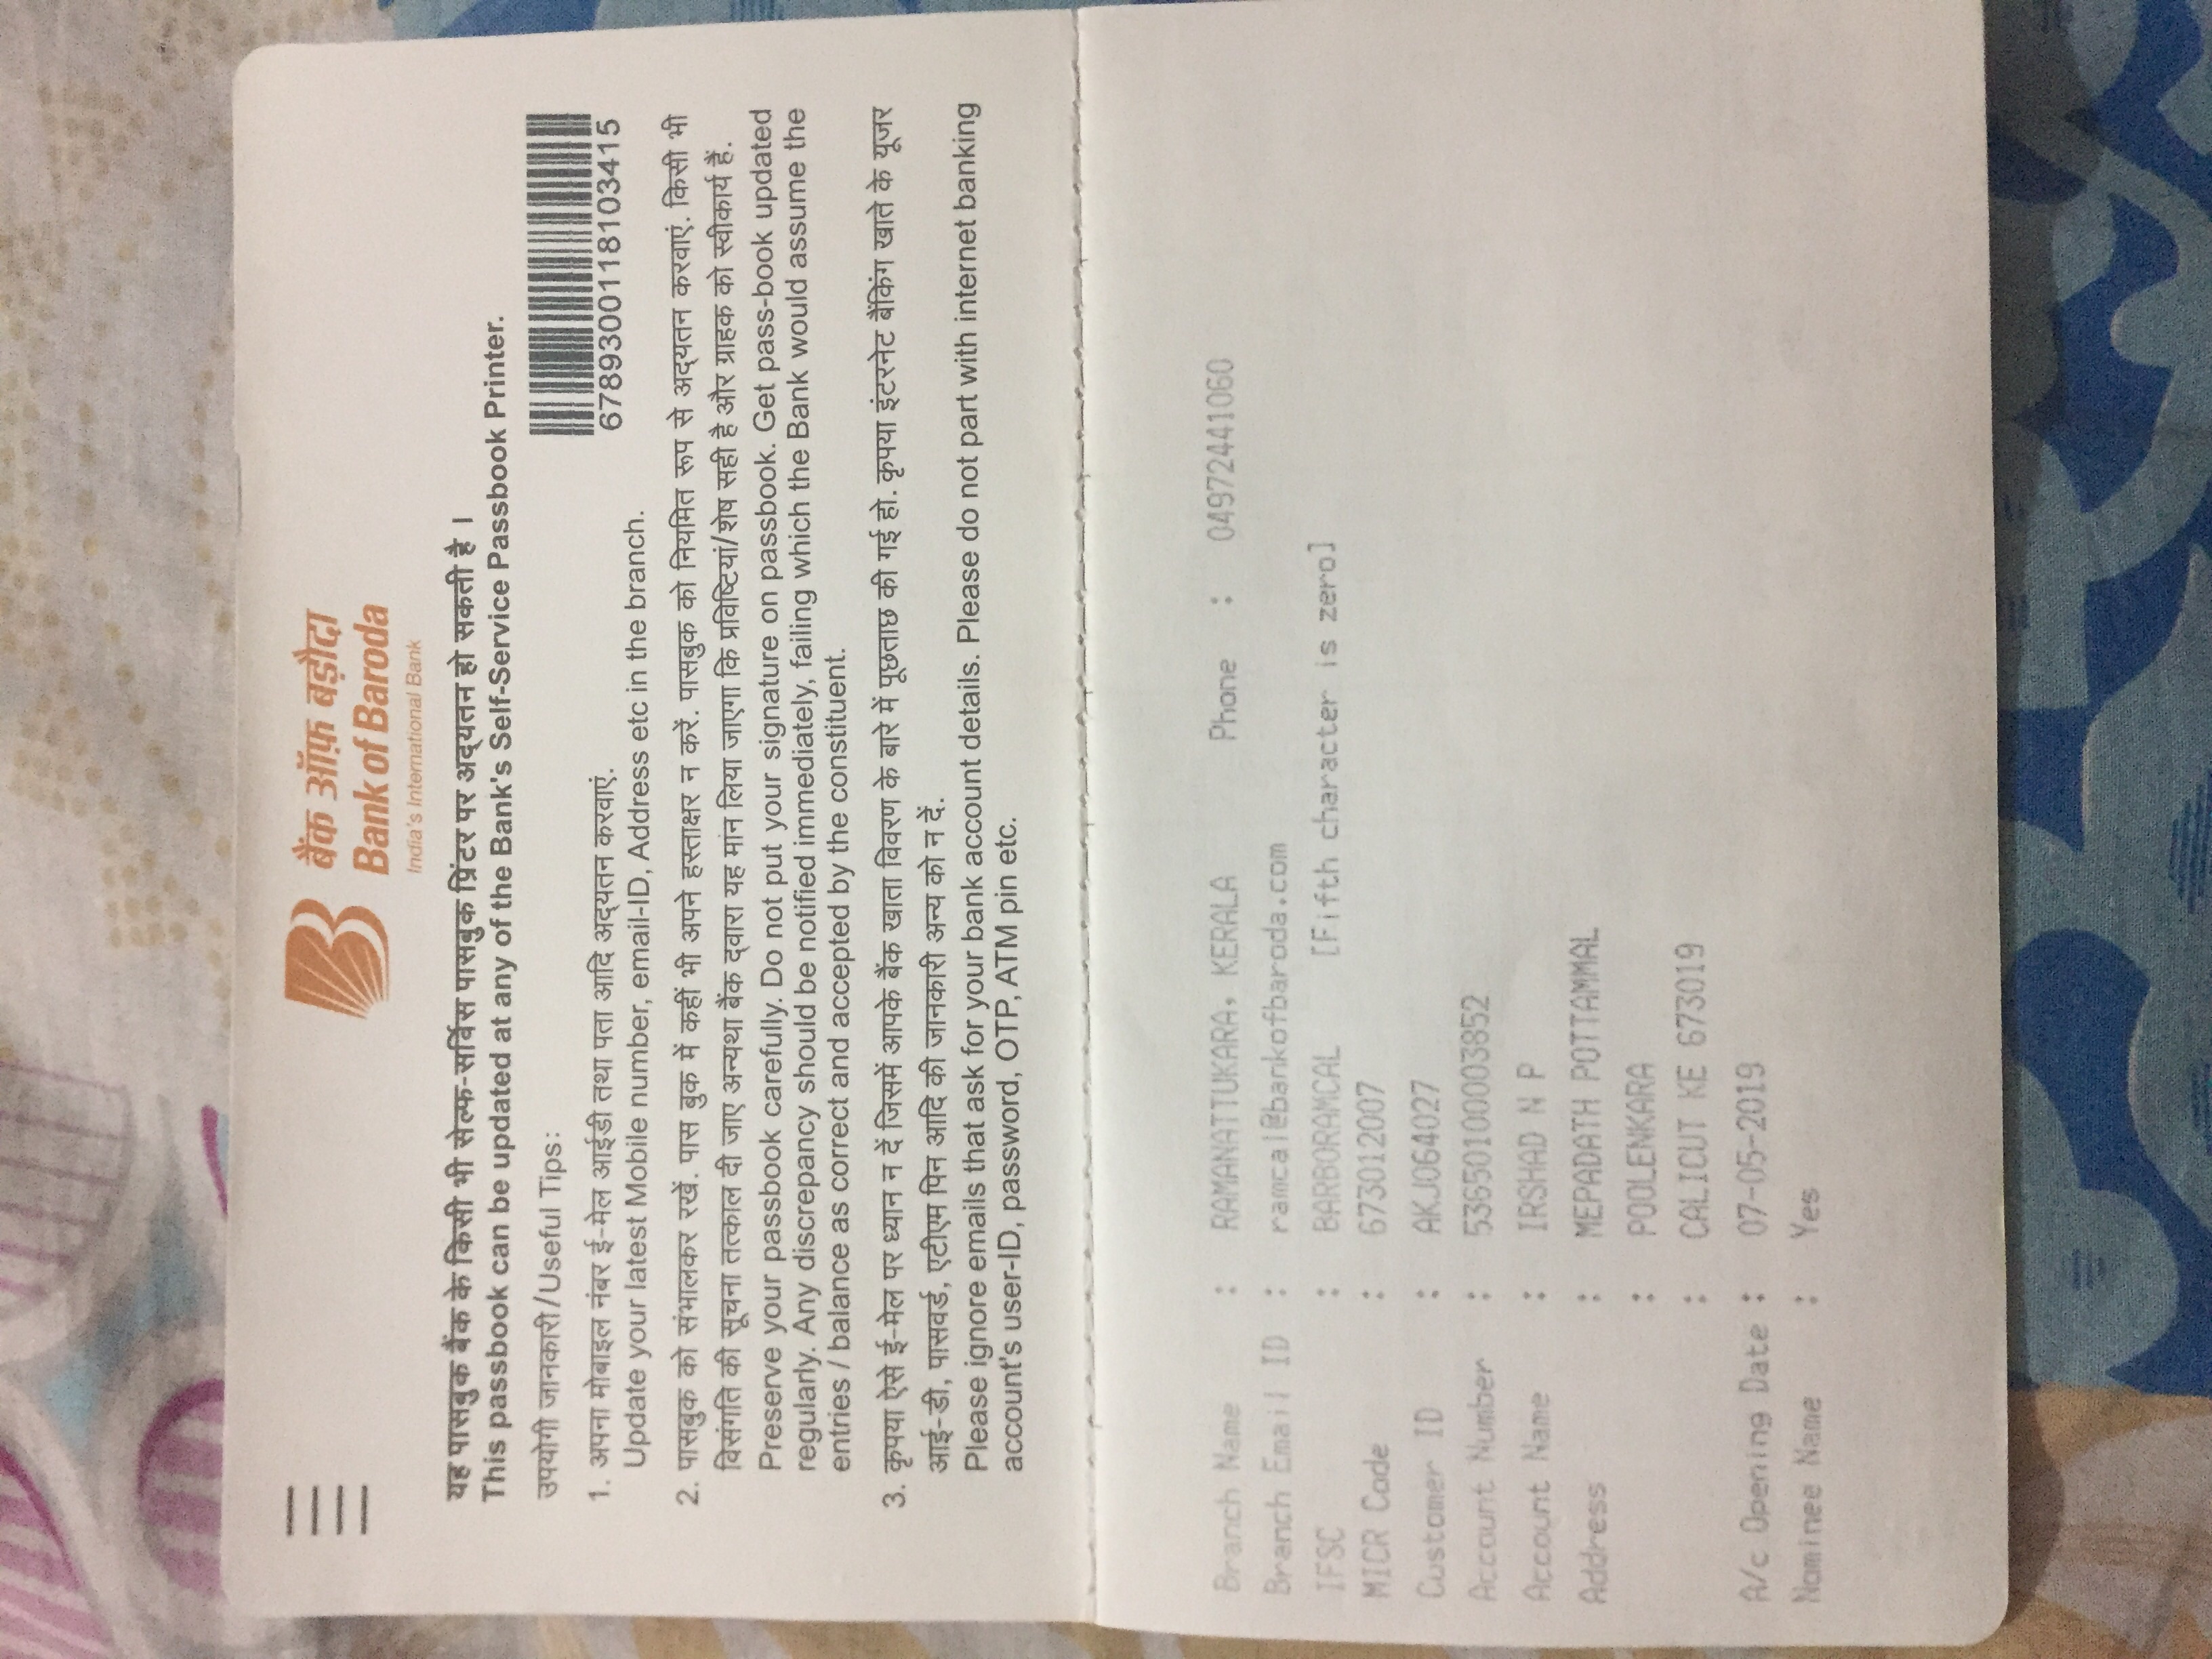 बैंक ऑफ़ बड़ौदा
Bank of Baroda
India's International Bank
यह पासबुक बैंक के किसी भी सेल्फ-सर्विस पासबुक प्रिंटर पर अद्यतन हो सकती है ।
This passbook can be updated at any of the Bank's Self-Service Passbook Printer.
उपयोगी जानकारी/Useful Tips:
6789300118103415
1. अपना मोबाइल नंबर ई-मेल आईडी तथा पता आदि अद्यतन करवाएं.
Update your latest Mobile number, email-ID, Address etc in the branch.
2. पासबुक को संभालकर रखें. पास बुक में कहीं भी अपने हस्ताक्षर न करें. पासबुक को नियमित रूप से अद्यतन करवाएं. किसी भी
विसंगति की सूचना तत्काल दी जाए अन्यथा बैंक द्वारा यह मान लिया जाएगा कि प्रविष्टियां/शेष सही है और ग्राहक को स्वीकार्य हैं.
Preserve your passbook carefully. Do not put your signature on passbook. Get pass-book updated
regularly. Any discrepancy should be notified immediately, failing which the Bank would assume the
entries / balance as correct and accepted by the constituent.
3. कृपया ऐसे ई-मेल पर ध्यान न दें जिसमें आपके बैंक खाता विवरण के बारे में पूछताछ की गई हो. कृपया इंटरनेट बैंकिंग खाते के यूजर
आई-डी, पासवर्ड, एटीएम पिन आदि की जानकारी अन्य को न दें.
Please ignore emails that ask for your bank account details. Please do not part with internet banking
account's user-ID, password, OTP, ATM pin etc.
Branch Name : RAMANATTUKARA, KERALA Phone : 04972441060
Branch Email ID : ramcal@bankofbaroda.com
IFSC : BARB0RAMCAL [Fifth character is zero]
MICR Code : 673012007
Customer ID : AKJ064027
Account Number : 53650100003852
Account Name : IRSHAD N P
Address : MEPADATH POTTAMMAL
: POOLENKARA
: CALICUT KE 673019
A/c Opening Date : 07-05-2019
Nominee Name : Yes